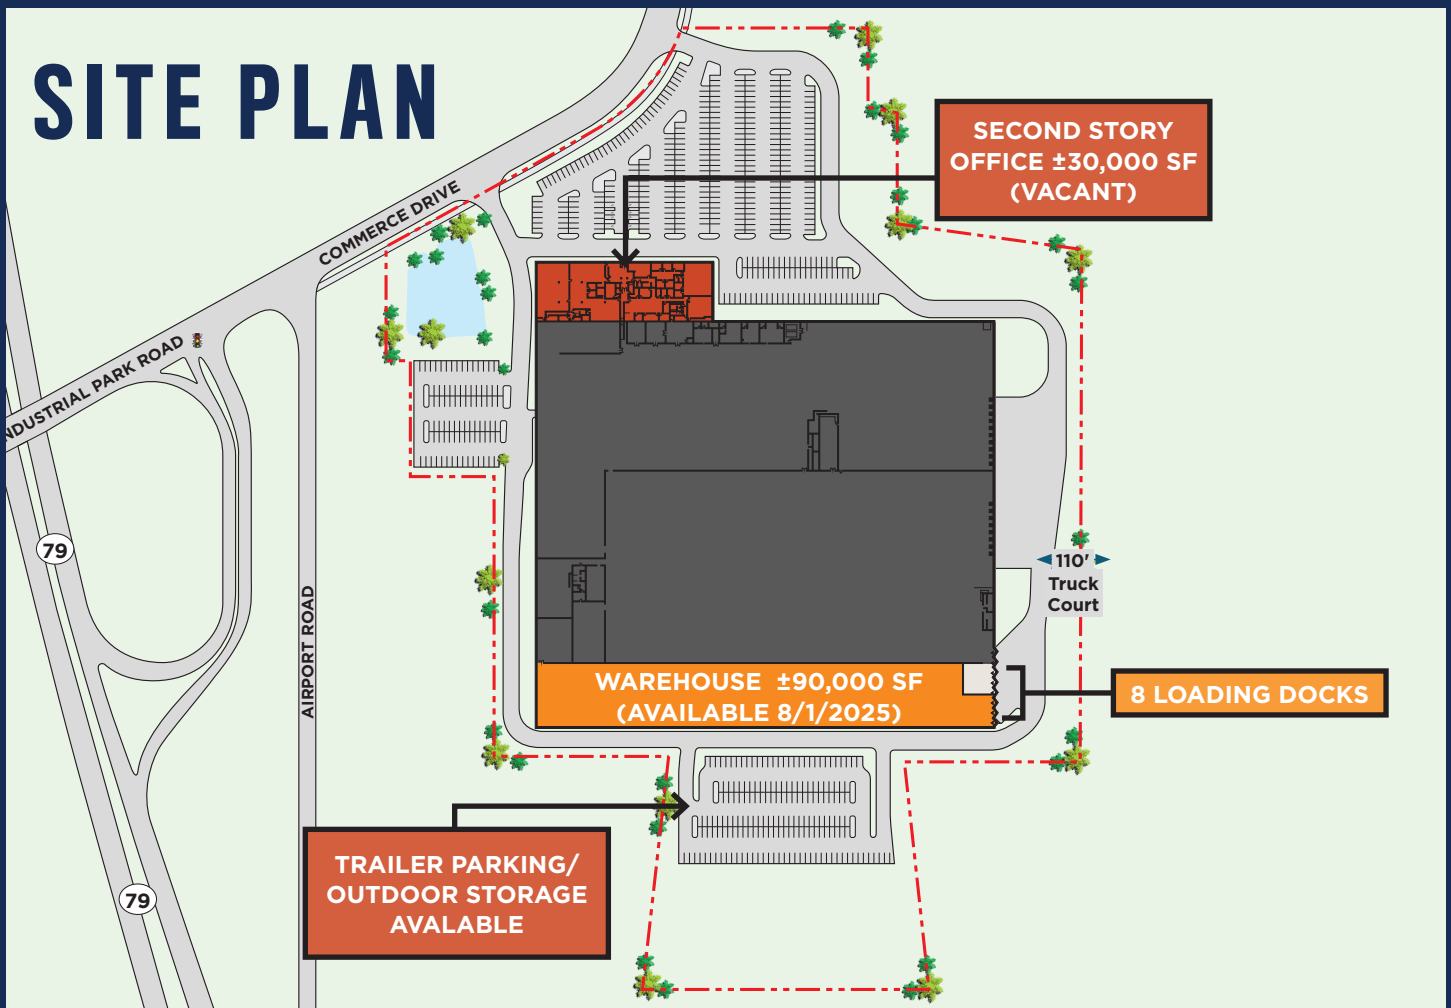 SITE PLAN
SECOND STORY
OFFICE ±30,000 SF
(VACANT)
COMMERCE DRIVE
NDUSTRIAL PARK ROAD
79
110'
Truck
Court
AIRPORT ROAD
WAREHOUSE ±90,000 SF
(AVAILABLE 8/1/2025)
8 LOADING DOCKS
TRAILER PARKING/
OUTDOOR STORAGE
AVALABLE
79